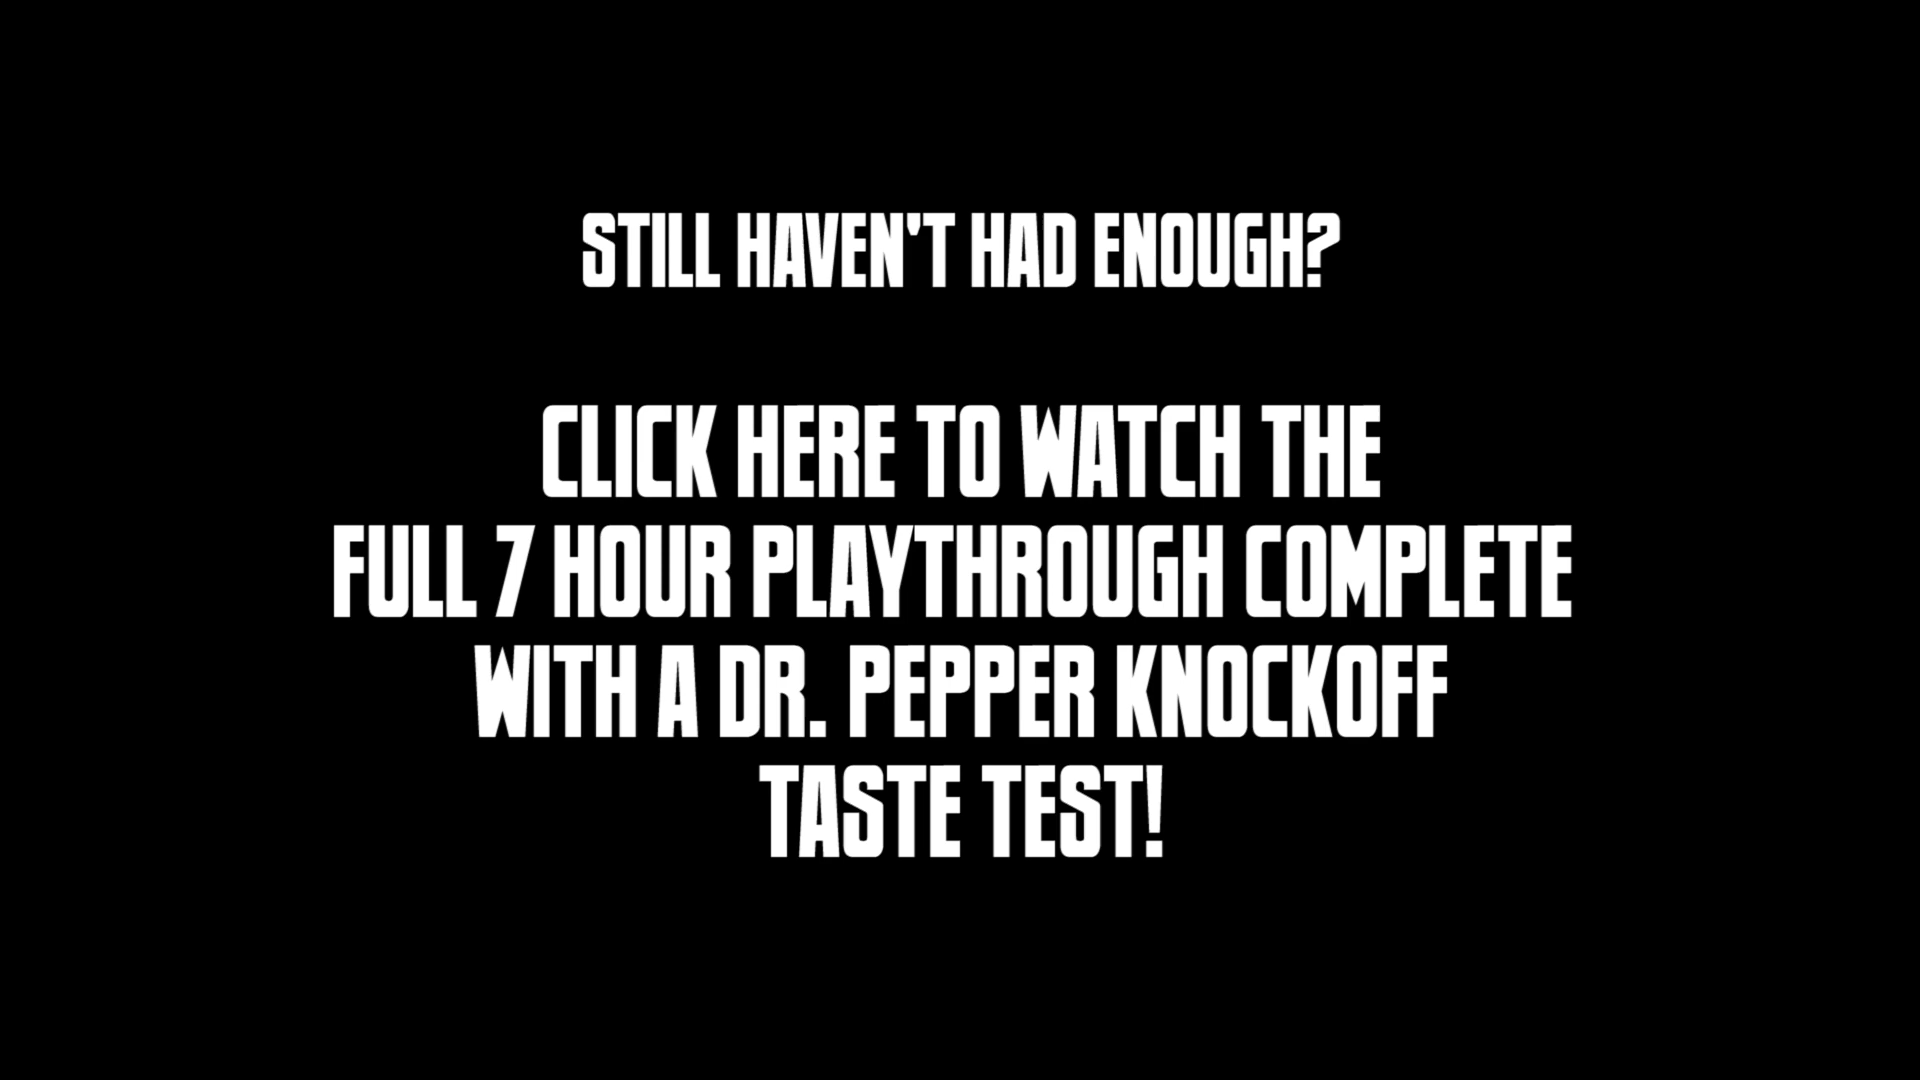 STILL HAVEN'T HAD ENOUGH?
CLICK HERE TO WATCH THE
FULL 7 HOUR PLAYTHROUGH COMPLETE
WITH A DR. PEPPER KNOCKOFF
TASTE TEST!